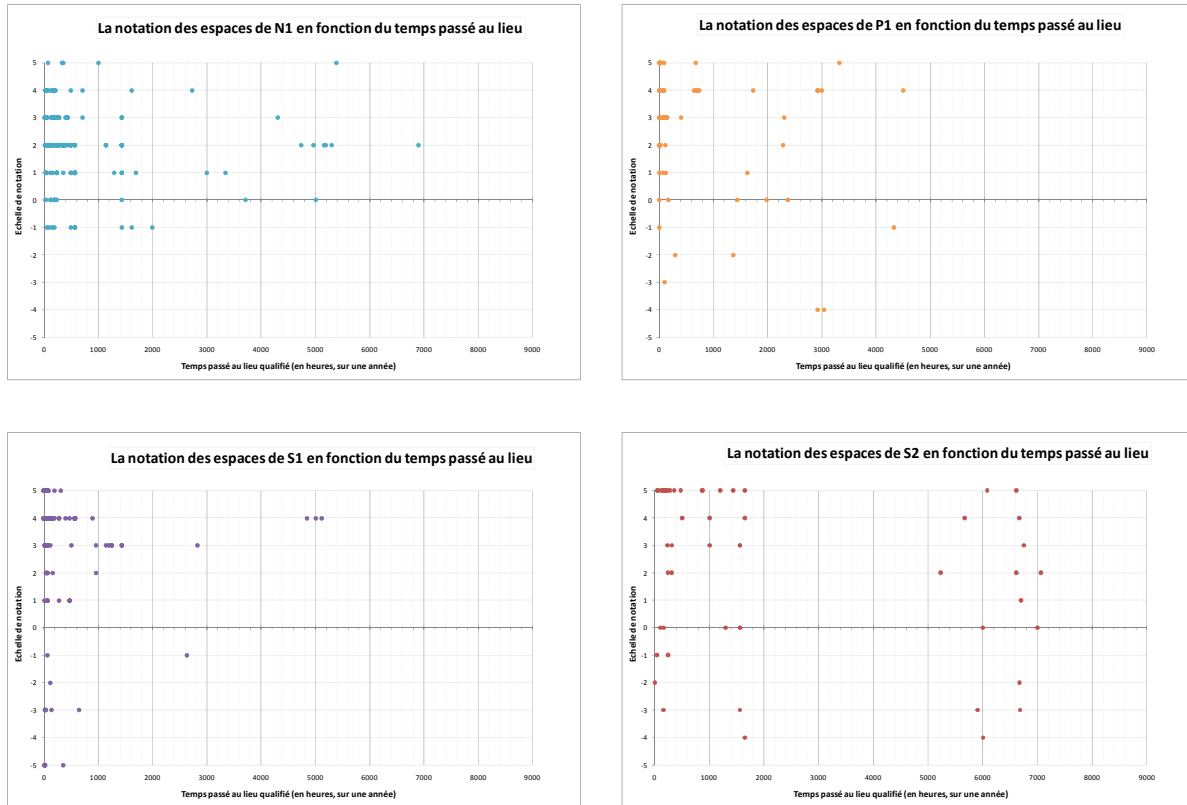 La notation des espaces de N1 en fonction du temps passé au lieu
5
4
3
2
1
0
-1
-2
-3
-4
-5
Echelle de notation
0 1000 2000 3000 4000 5000 6000 7000 8000 9000
Temps passé au lieu qualifié (en heures, sur une année)
La notation des espaces de P1 en fonction du temps passé au lieu
5
4
3
2
1
0
-1
-2
-3
-4
-5
Echelle de notation
0 1000 2000 3000 4000 5000 6000 7000 8000 9000
Temps passé au lieu qualifié (en heures, sur une année)
La notation des espaces de S1 en fonction du temps passé au lieu
5
4
3
2
1
0
-1
-2
-3
-4
-5
Echelle de notation
0 1000 2000 3000 4000 5000 6000 7000 8000 9000
Temps passé au lieu qualifié (en heures, sur une année)
La notation des espaces de S2 en fonction du temps passé au lieu
5
4
3
2
1
0
-1
-2
-3
-4
-5
Echelle de notation
0 1000 2000 3000 4000 5000 6000 7000 8000 9000
Temps passé au lieu qualifié (en heures, sur une année)